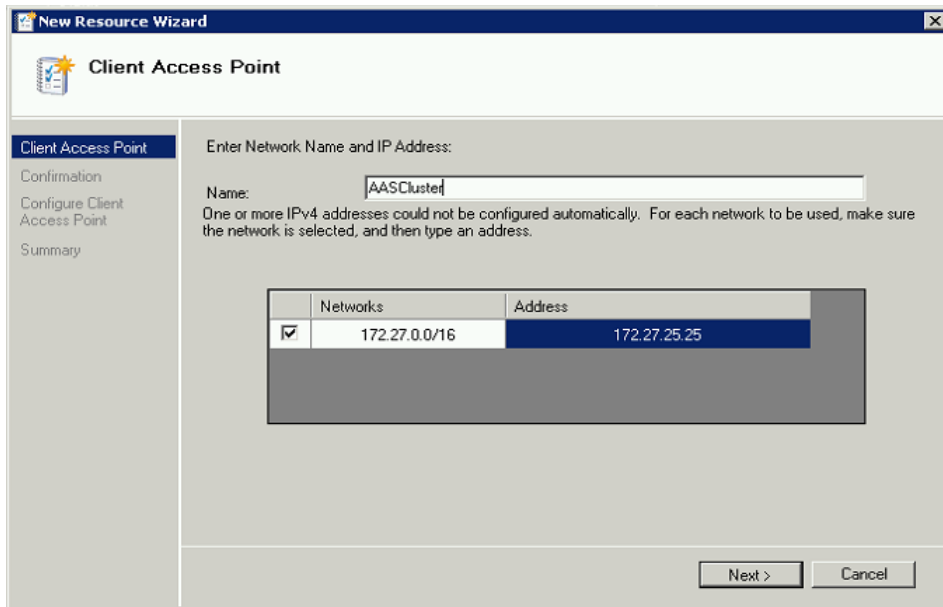 New Resource Wizard
Client Access Point
Client Access Point
Confirmation
Configure Client
Access Point
Summary
Enter Network Name and IP Address:
Name: AASCluster
One or more IPv4 addresses could not be configured automatically. For each network to be used, make sure
the network is selected, and then type an address.
Networks Address
172.27.0.0/16 172.27.25.25
Next > Cancel